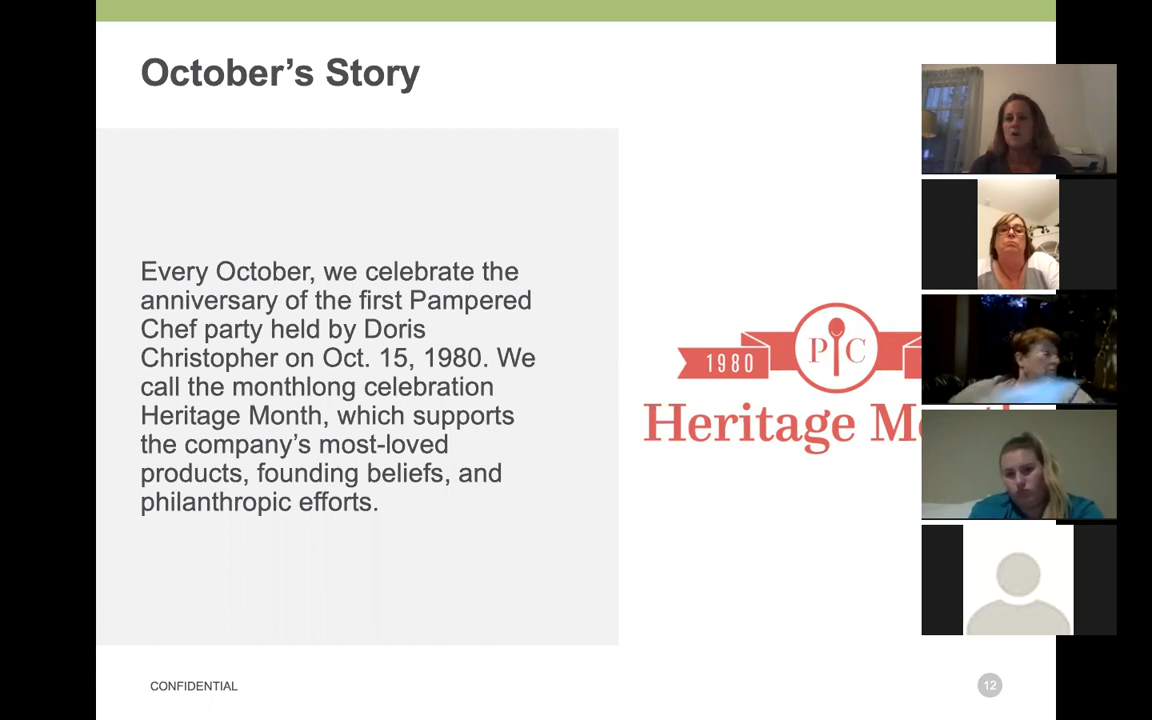 October’s Story
Every October, we celebrate the
anniversary of the first Pampered
Chef party held by Doris
Christopher on Oct. 15, 1980. We
call the monthlong celebration
Heritage Month, which supports
the company’s most-loved
products, founding beliefs, and
philanthropic efforts.
1980
P C
Heritage
CONFIDENTIAL
12